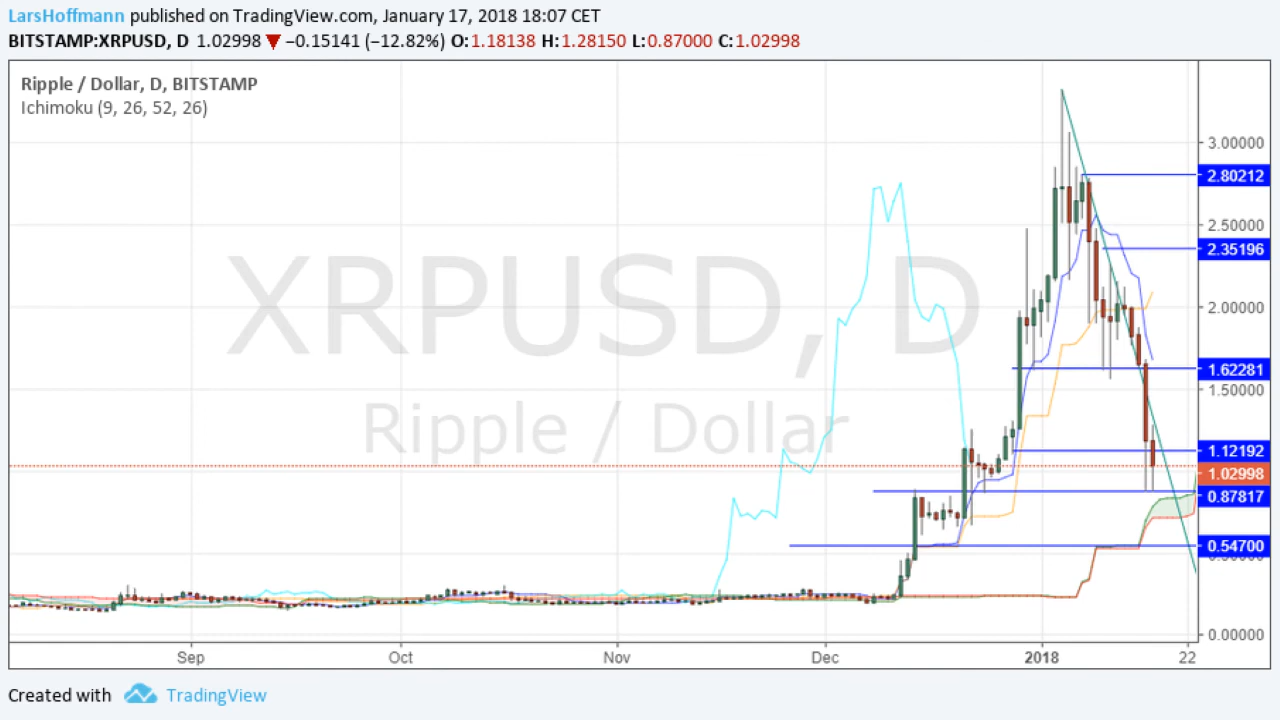 LarsHoffmann published on TradingView.com, January 17, 2018 18:07 CET
BITSTAMP:XRPUSD, D 1.02998 ▼ −0.15141 (−12.82%) O:1.18138 H:1.28150 L:0.87000 C:1.02998
Ripple / Dollar, D, BITSTAMP
Ichimoku (9, 26, 52, 26)
XRPUSD, D
Ripple / Dollar
3.00000
2.80212
2.50000
2.35196
2.00000
1.62281
1.50000
1.12192
1.02998
0.87817
0.54700
0.00000
Sep Oct Nov Dec 2018 22
Created with TradingView